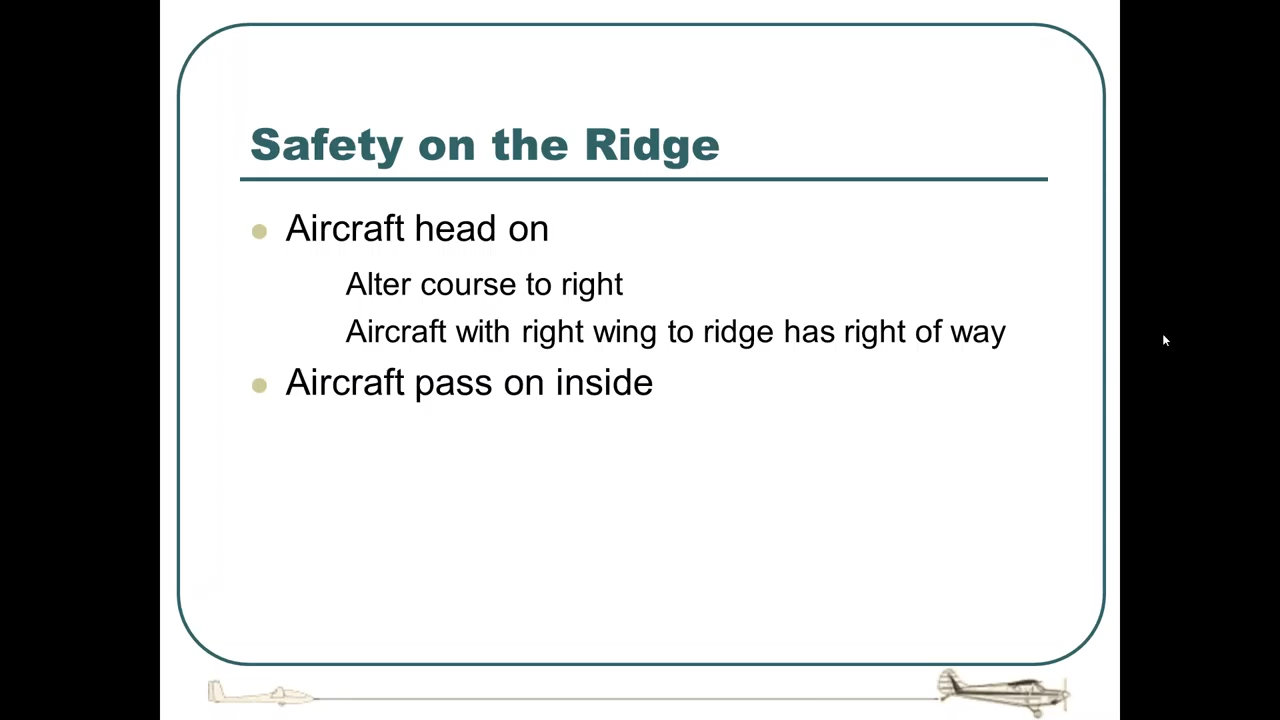 Safety on the Ridge
Aircraft head on
Alter course to right
Aircraft with right wing to ridge has right of way
Aircraft pass on inside